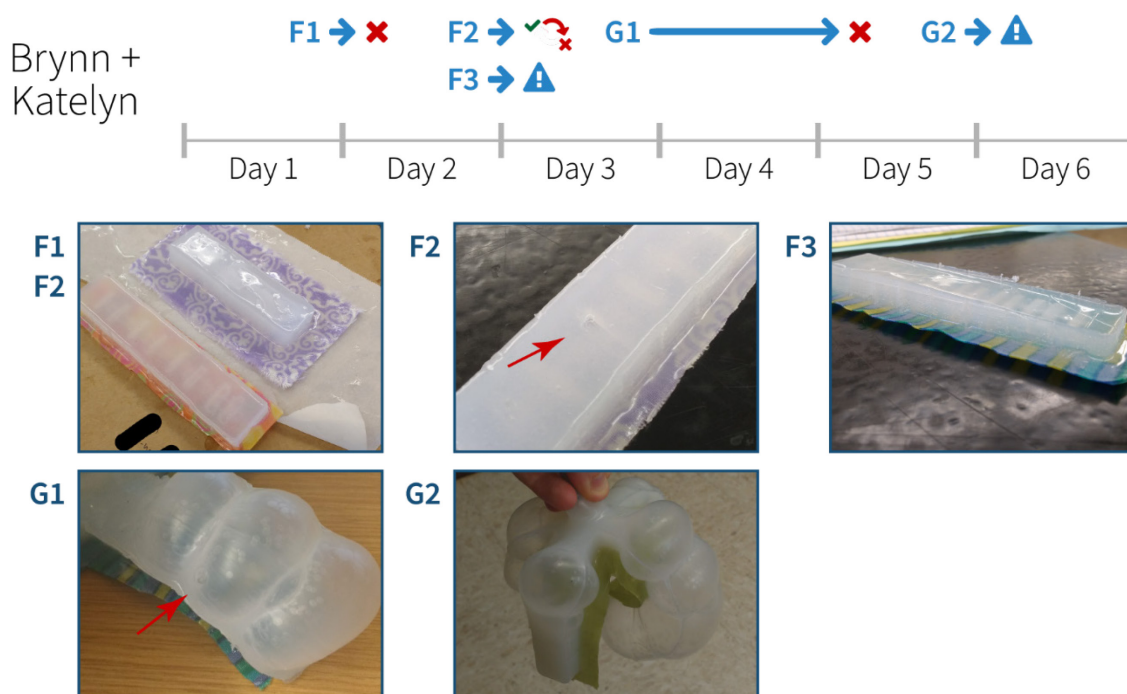 F1
F2
G1
G2
Brynn +
Katelyn
F3
Day 1
Day 2
Day 3
Day 4
Day 5
Day 6
F1
F2
F2
F3
G1
G2